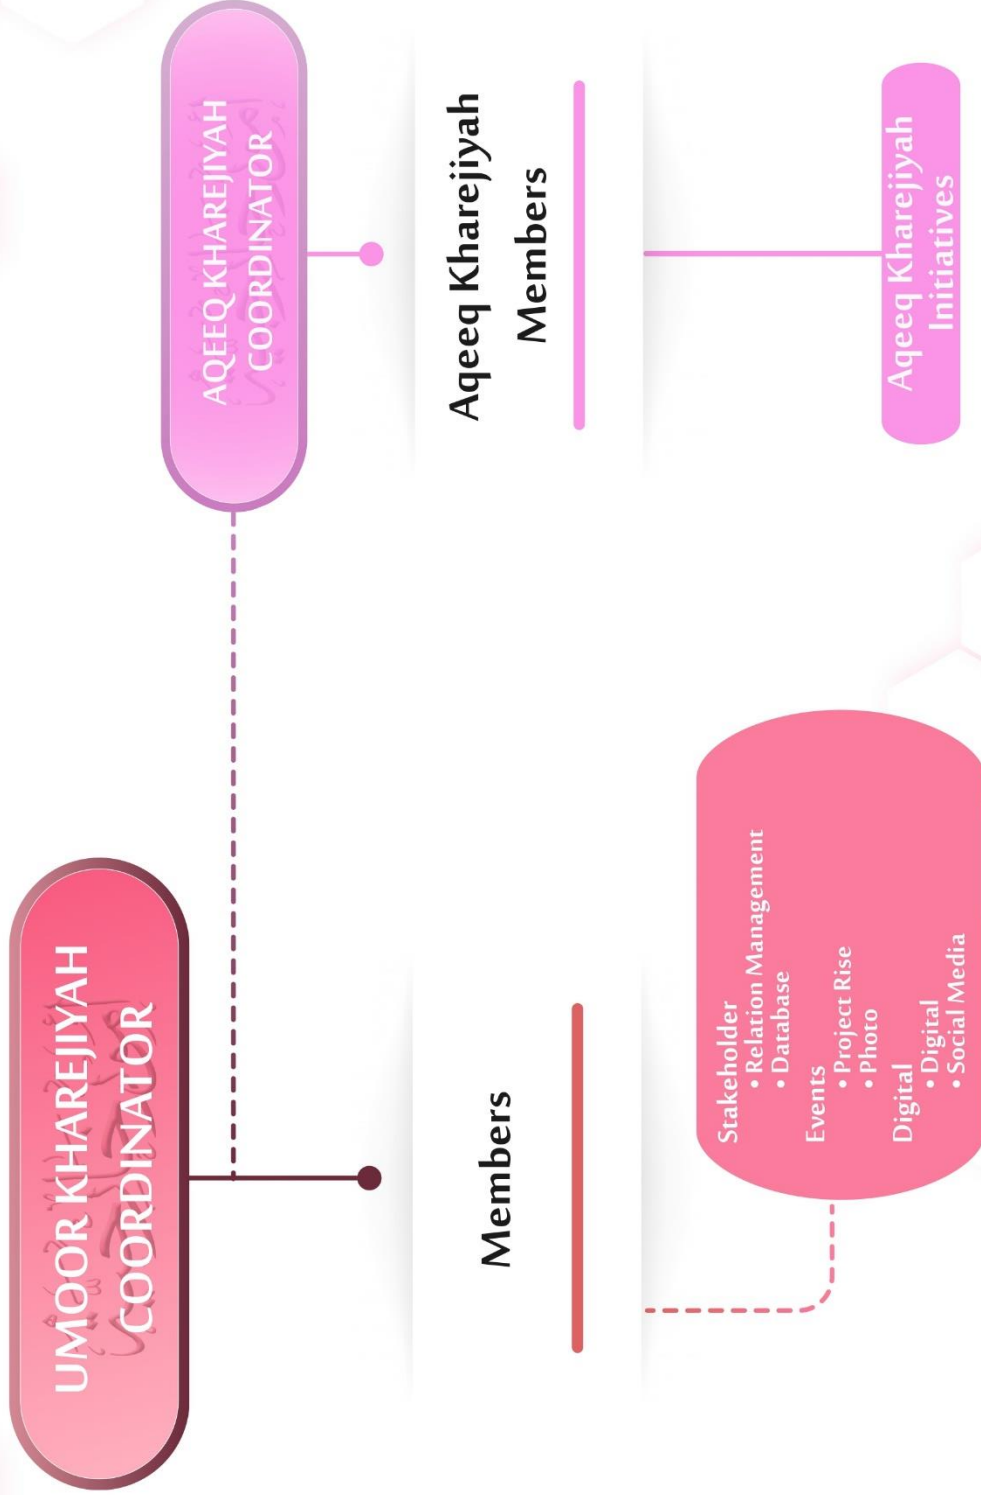 UMOOR KHAREJIYAH
COORDINATOR
AQEEQ KHAREJIYAH
COORDINATOR
Members
Aqeeq Kharejiyah
Members
Stakeholder
• Relation Management
• Database
Events
• Project Rise
• Photo
Digital
• Digital
• Social Media
Aqeeq Kharejiyah
Initiatives